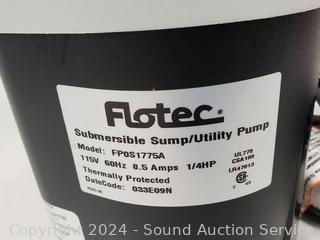 Flotec
Submersible Sump/Utility Pump
Model: FP0S1775A
115V 60Hz 8.5 Amps 1/4HP
Thermally Protected
DateCode: 033E09N
UL778
CSA108
LR47013
Copyright 2024 - Sound Auction Service